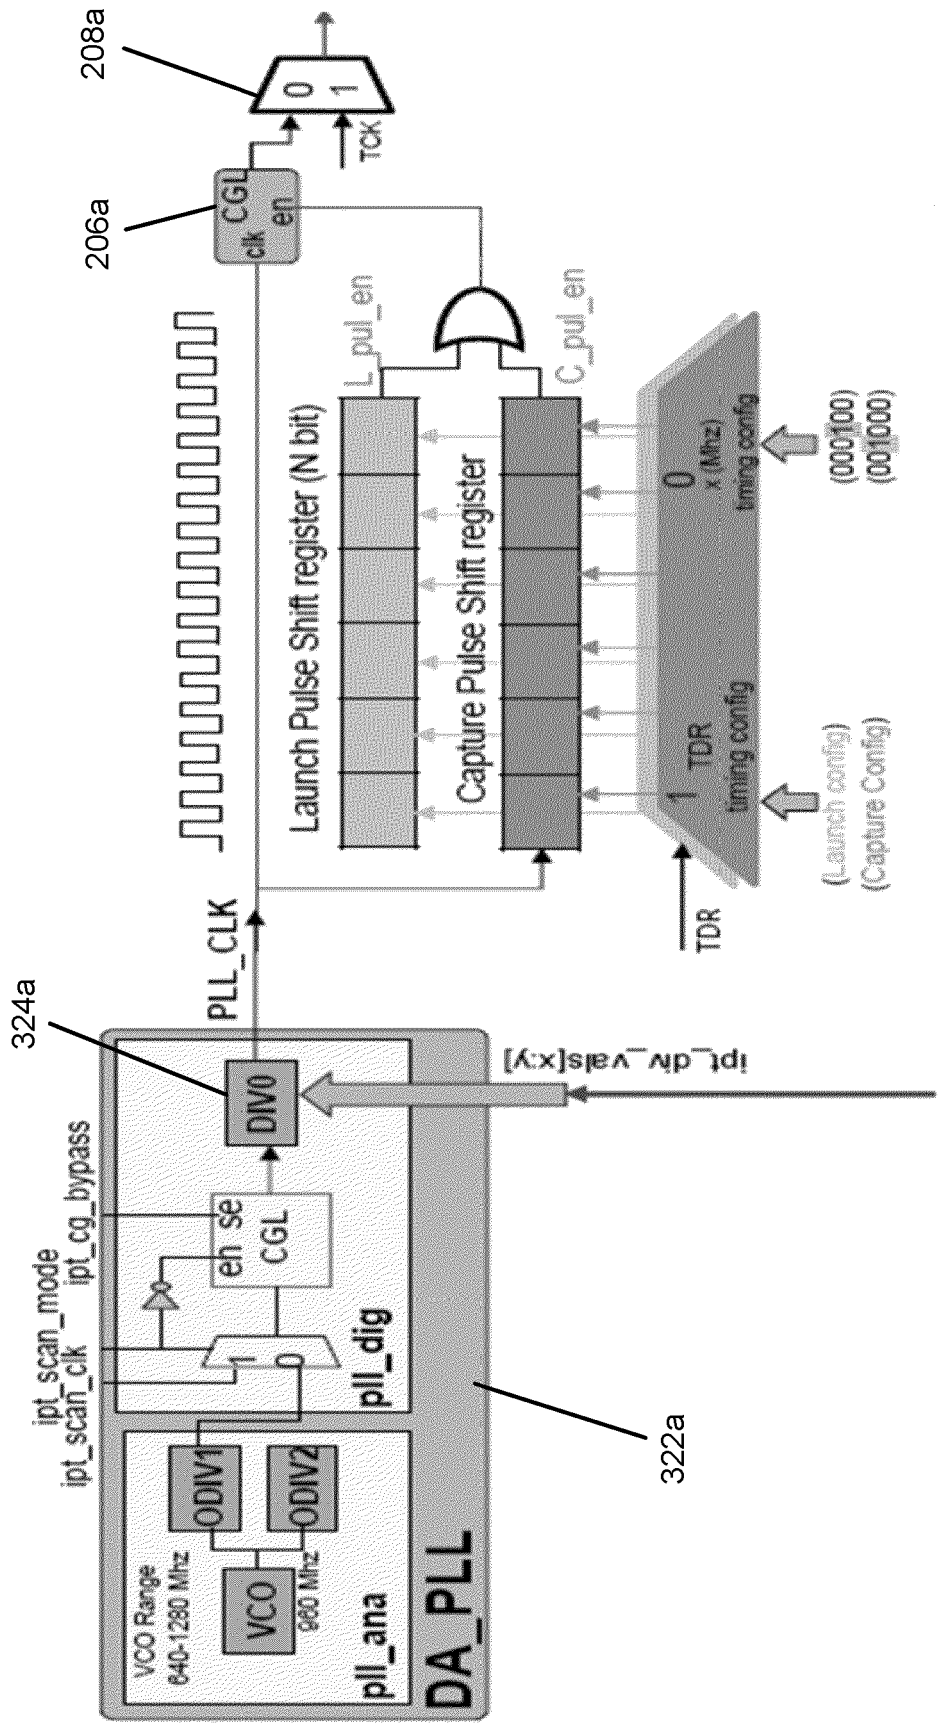 208a
206a
CGL
clk
en
0
1
TCK
324a
PLL_CLK
Launch Pulse Shift register (N bit)
L_pul_en
Capture Pulse Shift register
C_pul_en
1
TDR
timing config
0
x (Mhz)
timing config
TDR
(Launch config)
(Capture Config)
(000100)
(001000)
ipt_scan_mode
ipt_scan_clk
ipt_cg_bypass
VCO Range
640-1280 Mhz
VCO
960 Mhz
ODIV1
ODIV2
pll_ana
1
0
en se
CGL
DIV0
pll_dig
DA_PLL
ipt_div_vals[x:y]
322a